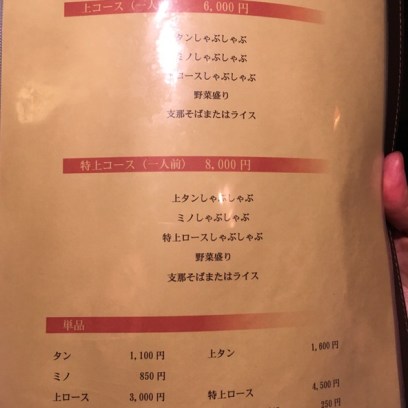 上コース（一人前） 6,000円
タンしゃぶしゃぶ
ミノしゃぶしゃぶ
上ロースしゃぶしゃぶ
野菜盛り
支那そばまたはライス
特上コース（一人前） 8,000円
上タンしゃぶしゃぶ
ミノしゃぶしゃぶ
特上ロースしゃぶしゃぶ
野菜盛り
支那そばまたはライス
単品
タン 1,100円 上タン 1,600円
ミノ 850円
上ロース 3,000円 特上ロース 4,500円
250円